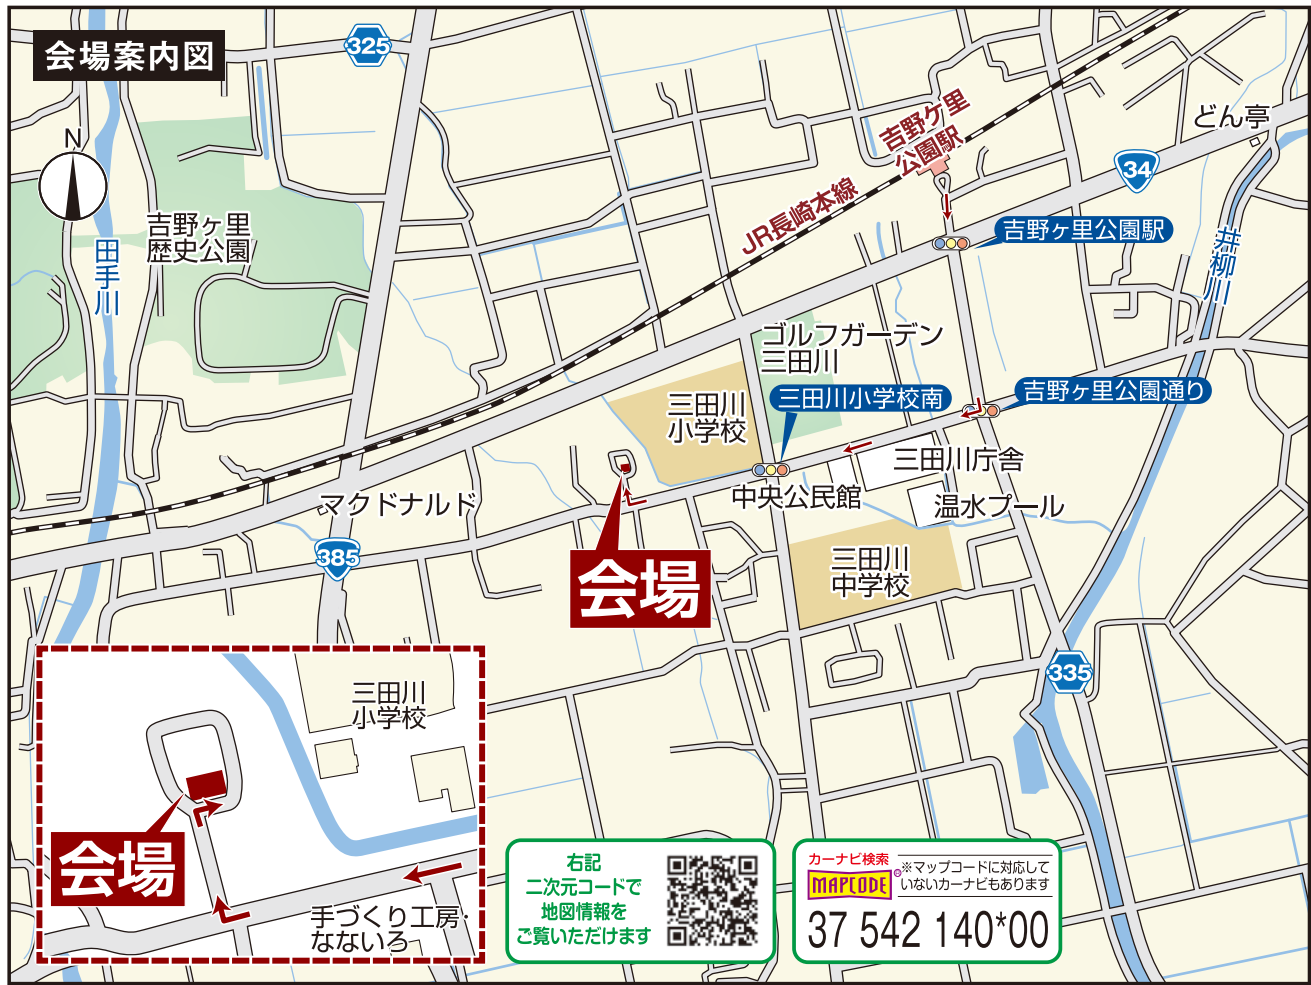 会場案内図
325
N
吉野ヶ里
歴史公園
田手川
吉野ケ里
公園駅
JR長崎本線
どん亭
34
吉野ヶ里公園駅
井柳川
ゴルフガーデン
三田川
三田川小学校南
吉野ヶ里公園通り
三田川
小学校
三田川庁舎
中央公民館
温水プール
マクドナルド
385
会場
三田川
中学校
335
三田川
小学校
会場
手づくり工房・
なないろ
右記
二次元コードで
地図情報を
ご覧いただけます
カーナビ検索
MAPCODE
®
※マップコードに対応して
いないカーナビもあります
37 542 140*00